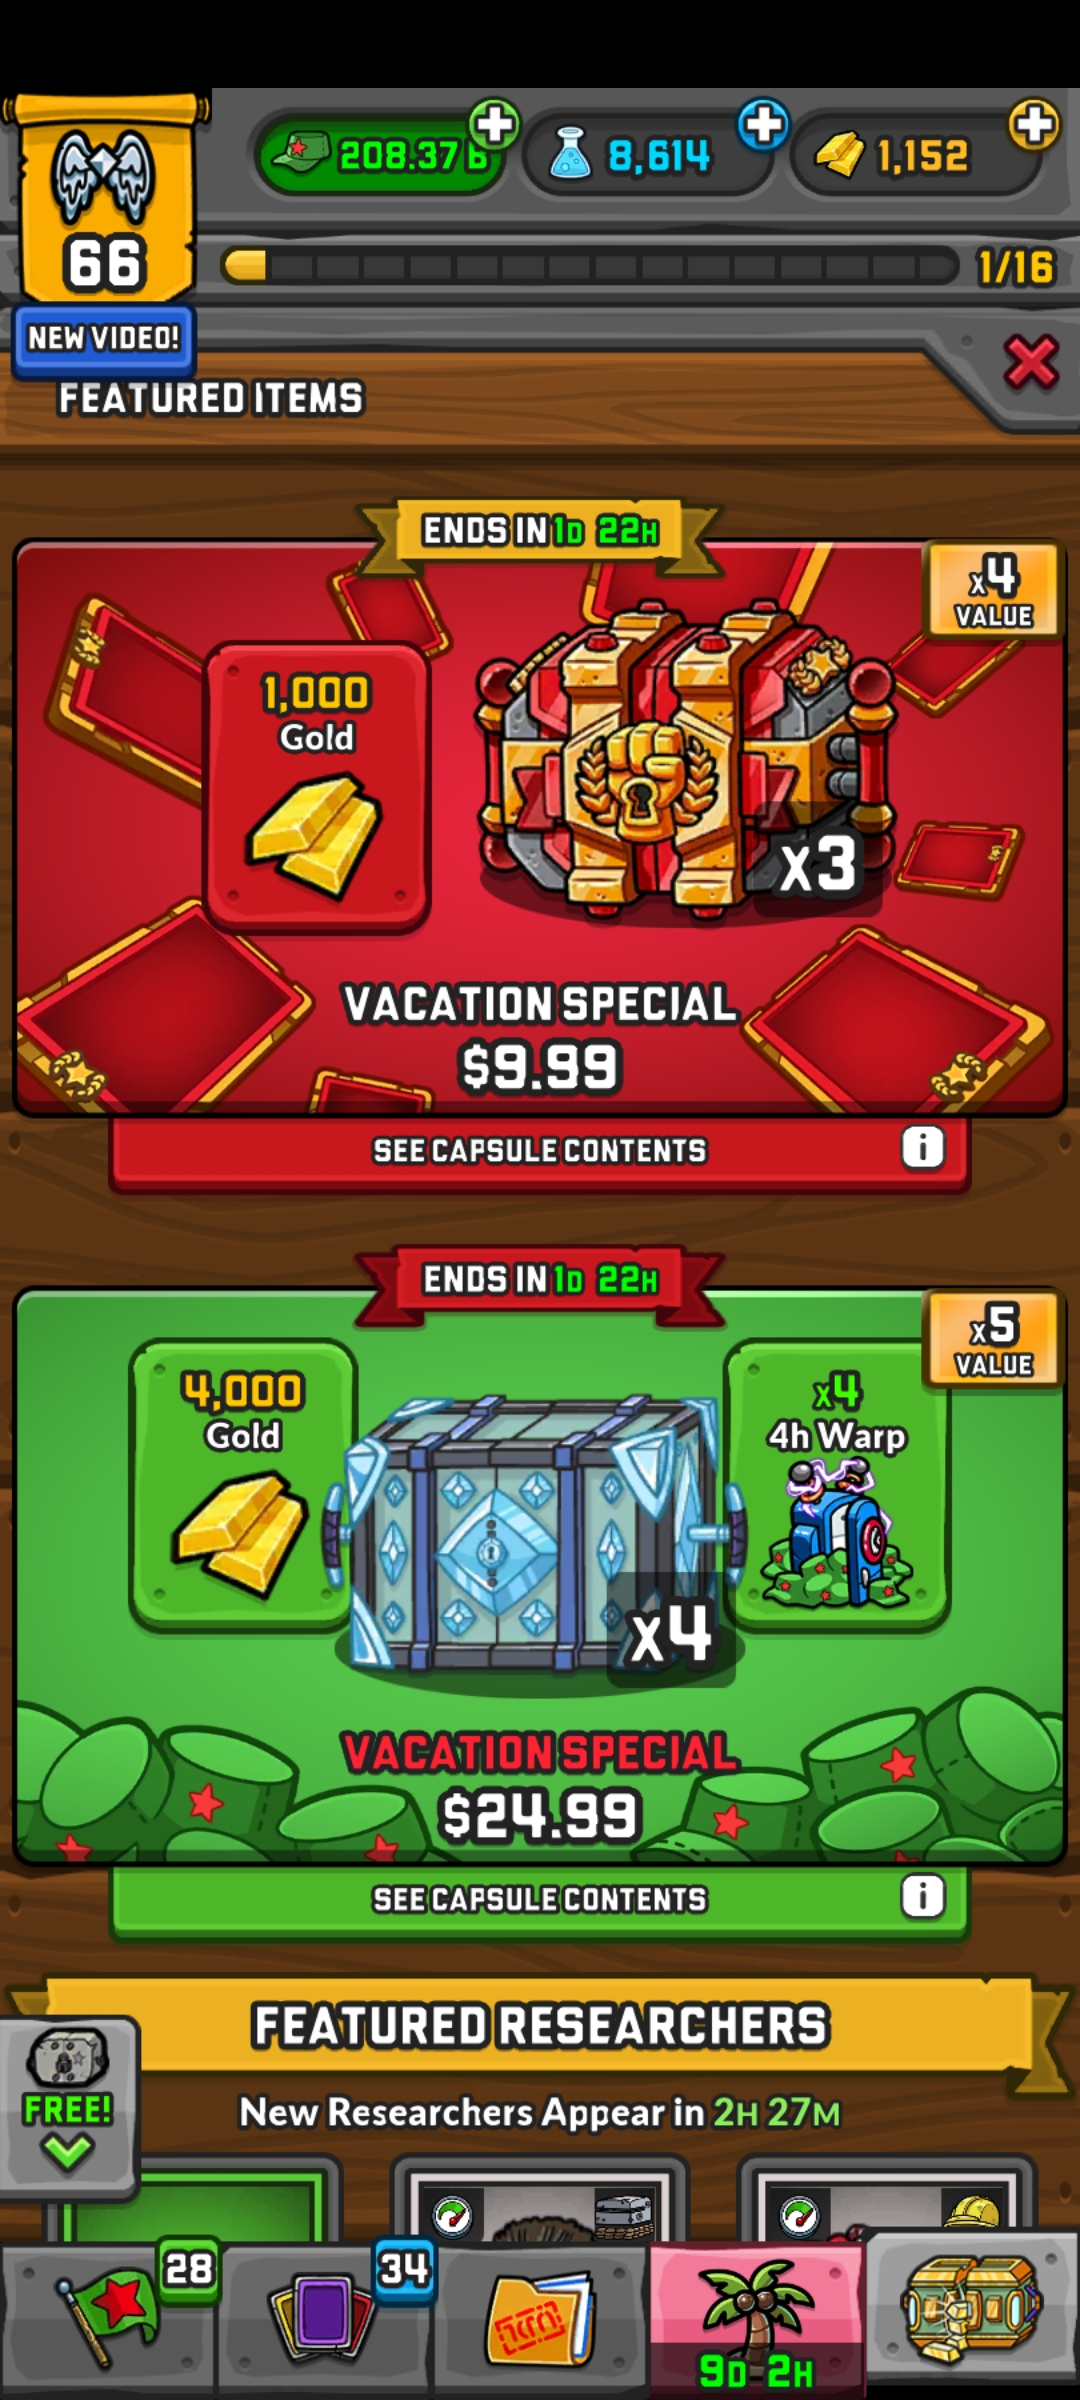 208.37 B
8,614
1,152
66
1/16
NEW VIDEO!
FEATURED ITEMS
ENDS IN 1D 22H
x4
VALUE
1,000
Gold
x3
VACATION SPECIAL
$9.99
SEE CAPSULE CONTENTS
i
ENDS IN 1D 22H
x5
VALUE
4,000
Gold
x4
4h Warp
x4
VACATION SPECIAL
$24.99
SEE CAPSULE CONTENTS
i
FEATURED RESEARCHERS
FREE!
New Researchers Appear in 2H 27M
28
34
9D 2H